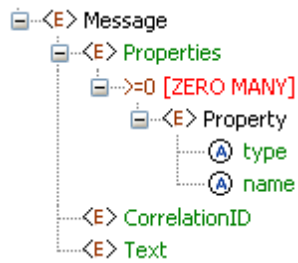 <E> Message
<E> Properties
>=0 [ZERO MANY]
<E> Property
A type
A name
<E> CorrelationID
<E> Text